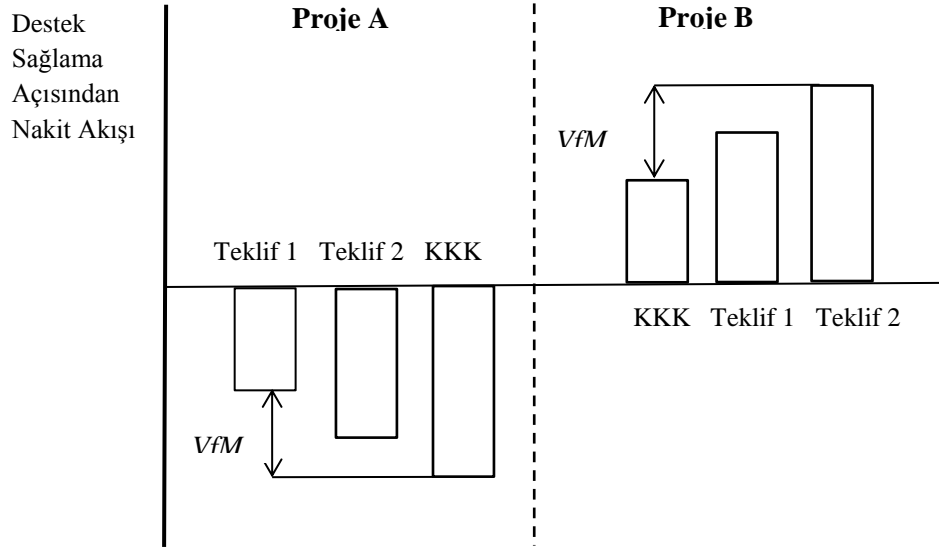 Destek
Sağlama
Açısından
Nakit Akışı
Proje A
Proje B
VfM
Teklif 1 Teklif 2 KKK
KKK Teklif 1 Teklif 2
VfM